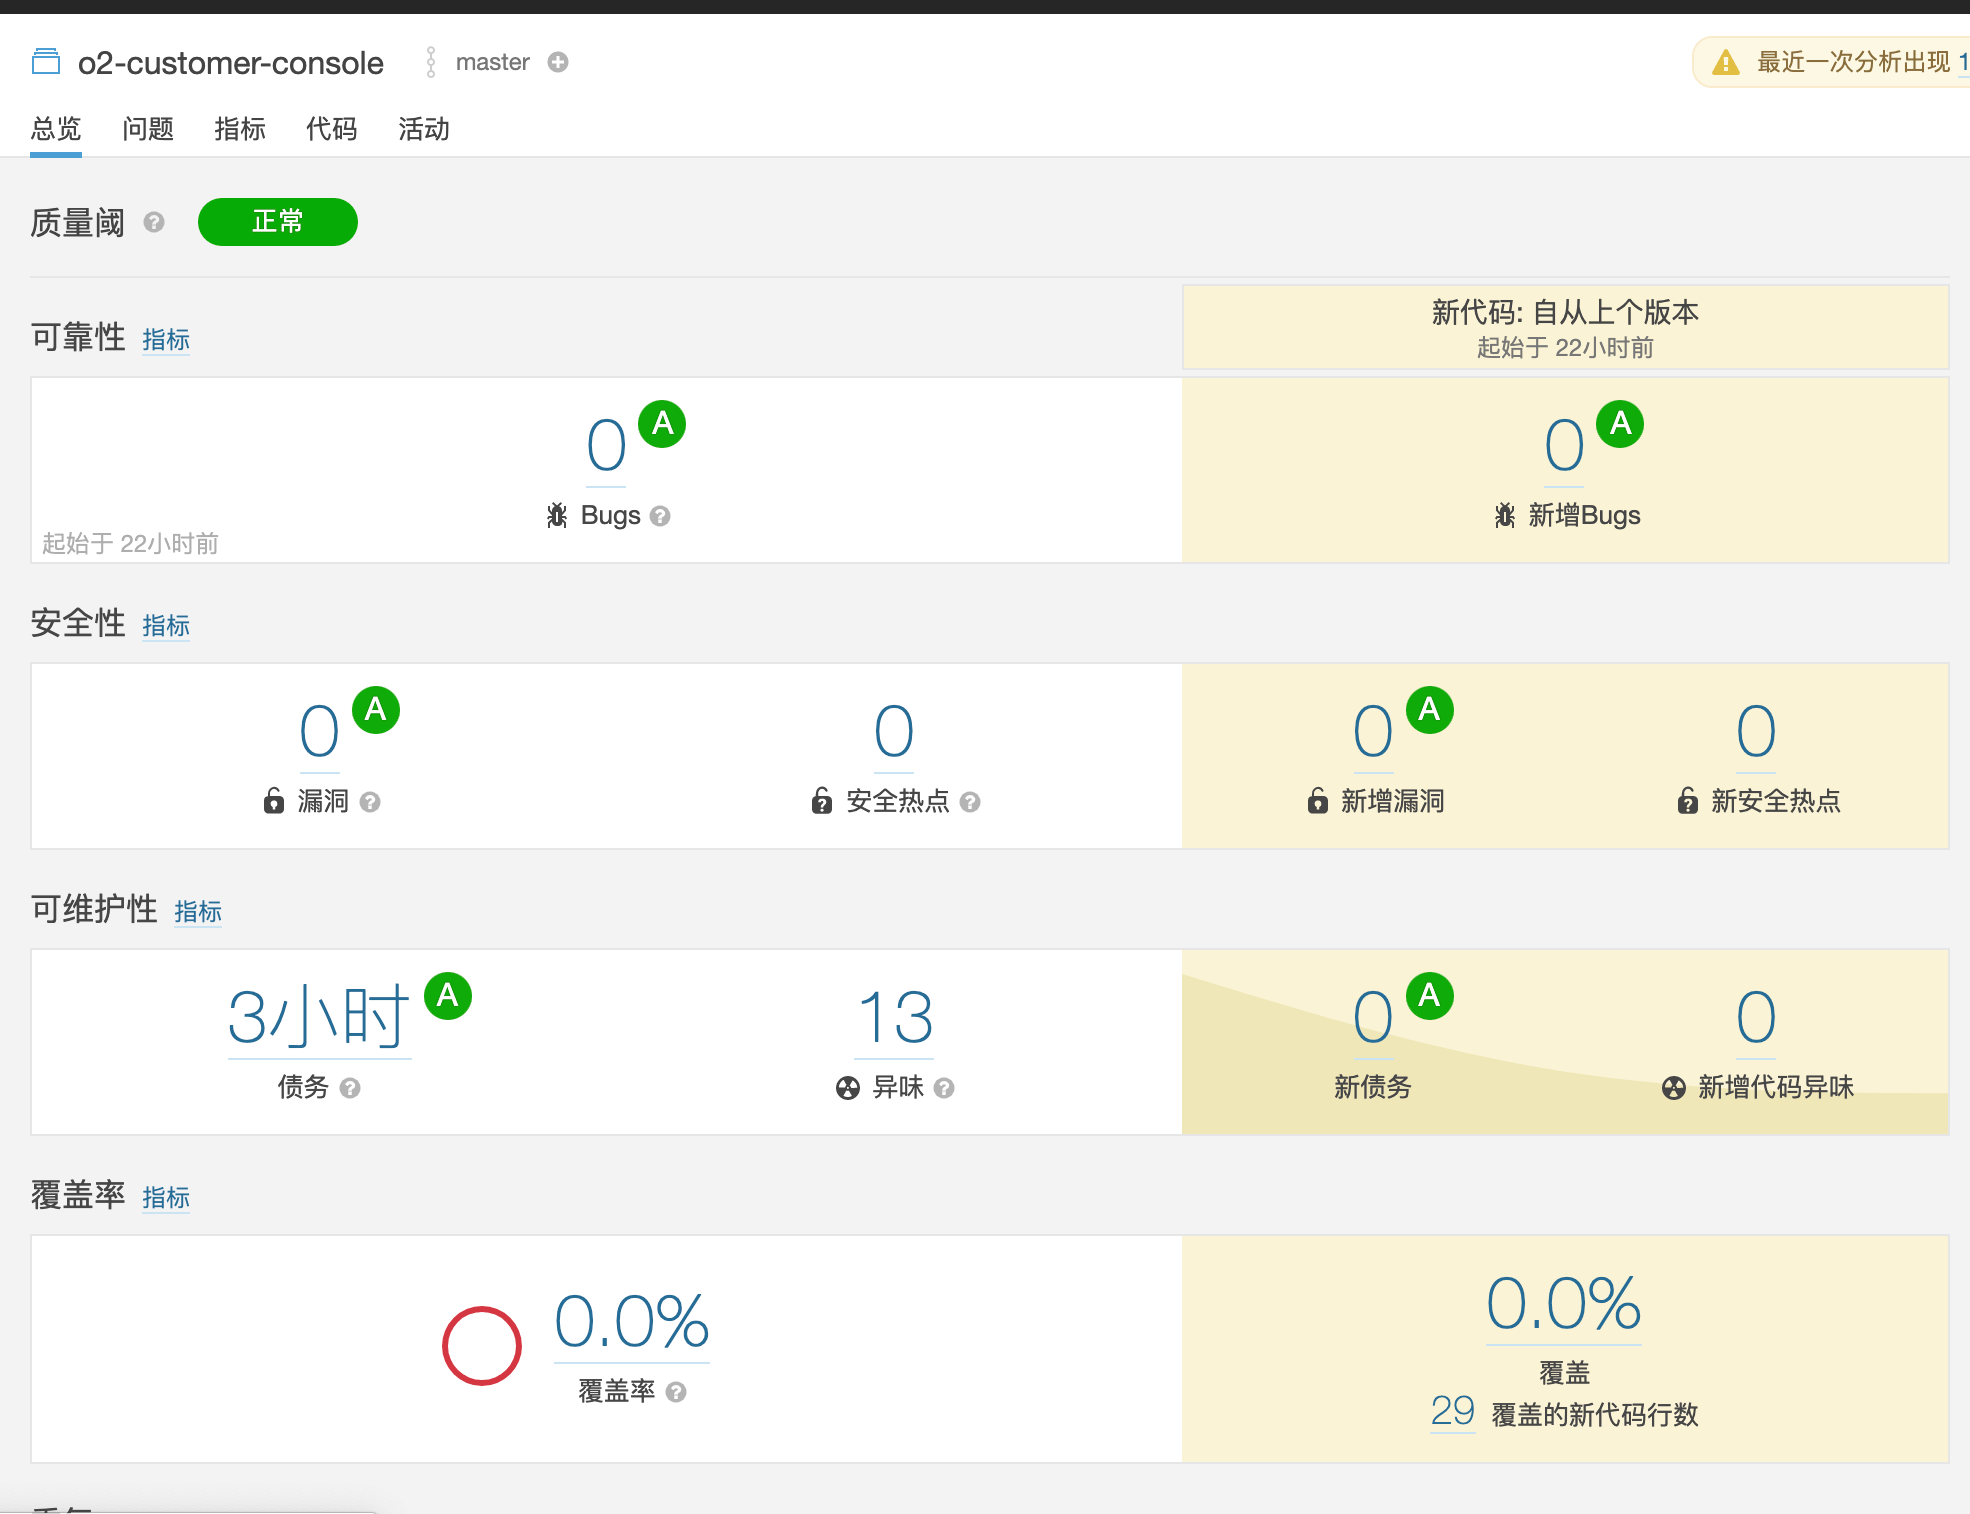 o2-customer-console master
最近一次分析出现 1
总览 问题 指标 代码 活动
质量阈 正常
新代码: 自从上个版本
起始于 22小时前
可靠性 指标
0 A
Bugs
起始于 22小时前
0 A
新增Bugs
安全性 指标
0 A
漏洞
0
安全热点
0 A
新增漏洞
0
新安全热点
可维护性 指标
3小时 A
债务
13
异味
0 A
新债务
0
新增代码异味
覆盖率 指标
0.0%
覆盖率
0.0%
覆盖
29 覆盖的新代码行数